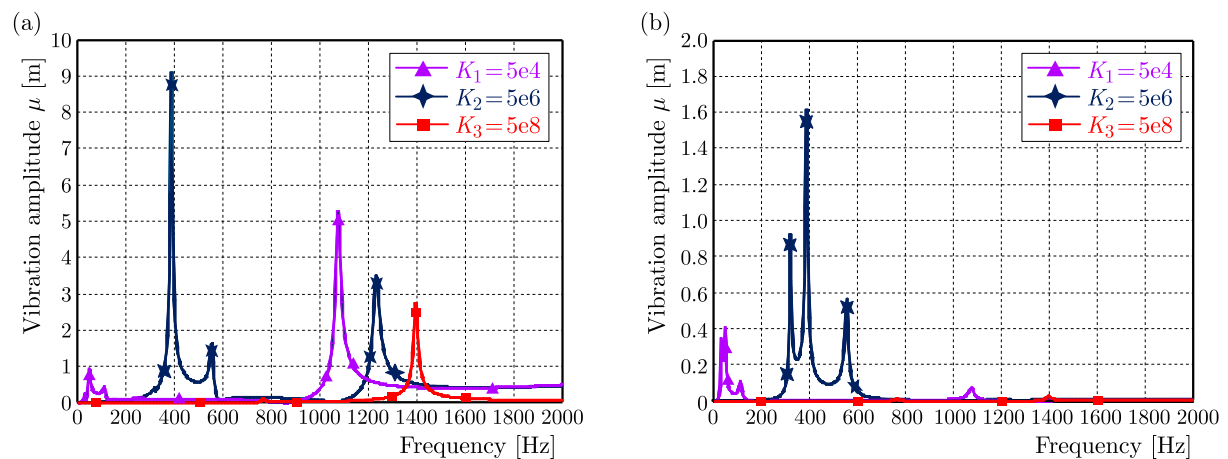 (a)
Vibration amplitude μ [m]
10
9
8
7
6
5
4
3
2
1
0
0 200 400 600 800 1000 1200 1400 1600 1800 2000
Frequency [Hz]
K1=5e4
K2=5e6
K3=5e8
(b)
Vibration amplitude μ [m]
2.0
1.8
1.6
1.4
1.2
1.0
0.8
0.6
0.4
0.2
0.0
0 200 400 600 800 1000 1200 1400 1600 1800 2000
Frequency [Hz]
K1=5e4
K2=5e6
K3=5e8